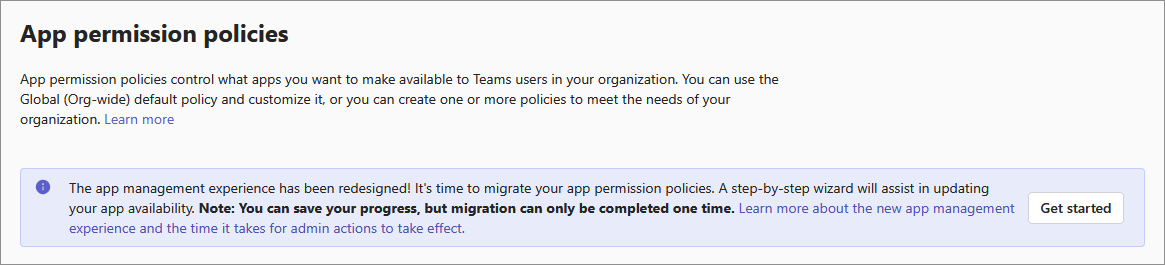 App permission policies
App permission policies control what apps you want to make available to Teams users in your organization. You can use the
Global (Org-wide) default policy and customize it, or you can create one or more policies to meet the needs of your
organization. Learn more
The app management experience has been redesigned! It's time to migrate your app permission policies. A step-by-step wizard will assist in updating
your app availability. Note: You can save your progress, but migration can only be completed one time. Learn more about the new app management
experience and the time it takes for admin actions to take effect.
Get started